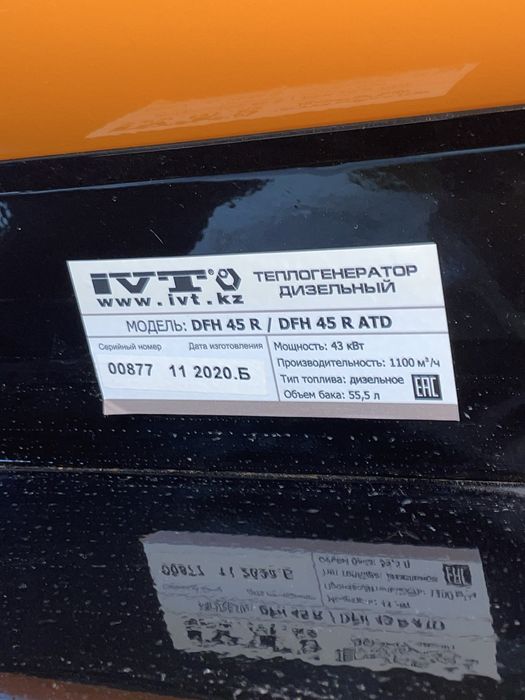 IVT®
www.ivt.kz
ТЕПЛОГЕНЕРАТОР
ДИЗЕЛЬНЫЙ
МОДЕЛЬ: DFH 45 R / DFH 45 R ATD
Серийный номер Дата изготовления
00877 11 2020.Б
Мощность: 43 кВт
Производительность: 1100 м³/ч
Тип топлива: дизельное
Объем бака: 55,5 л
EAC